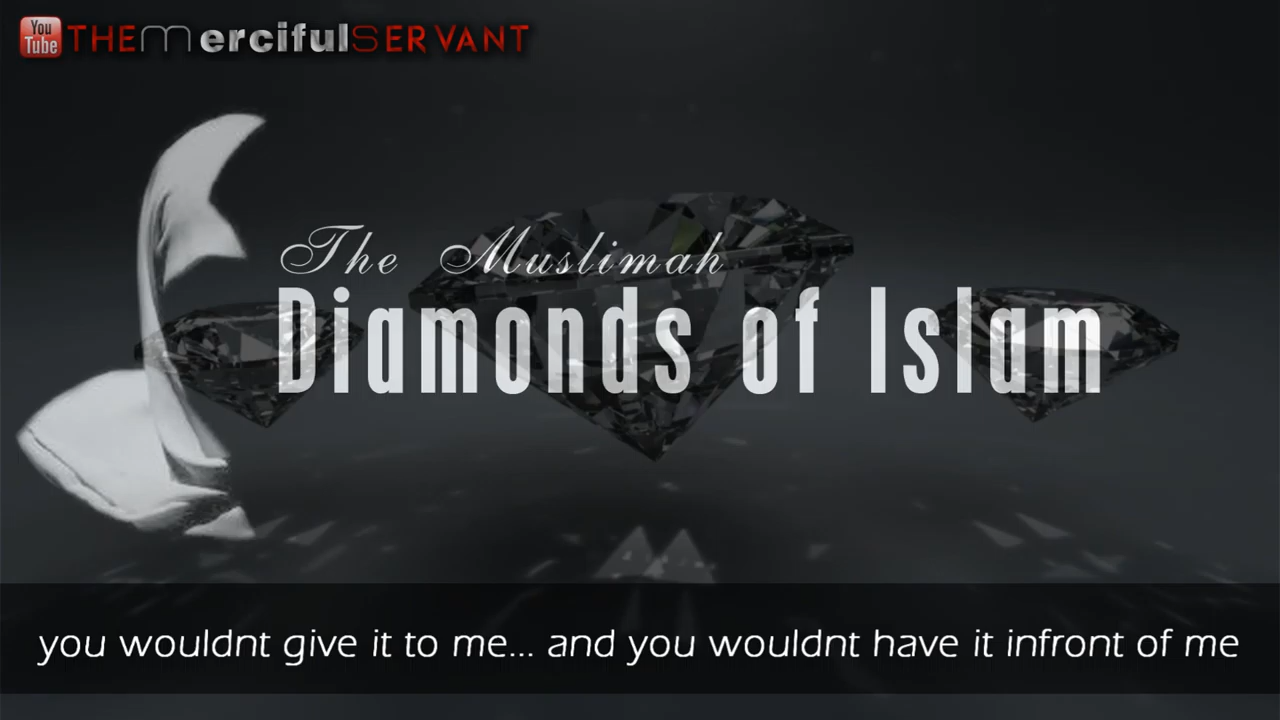 You Tube THEmercifulSERVANT
The Muslimah
Diamonds of Islam
you wouldnt give it to me... and you wouldnt have it infront of me